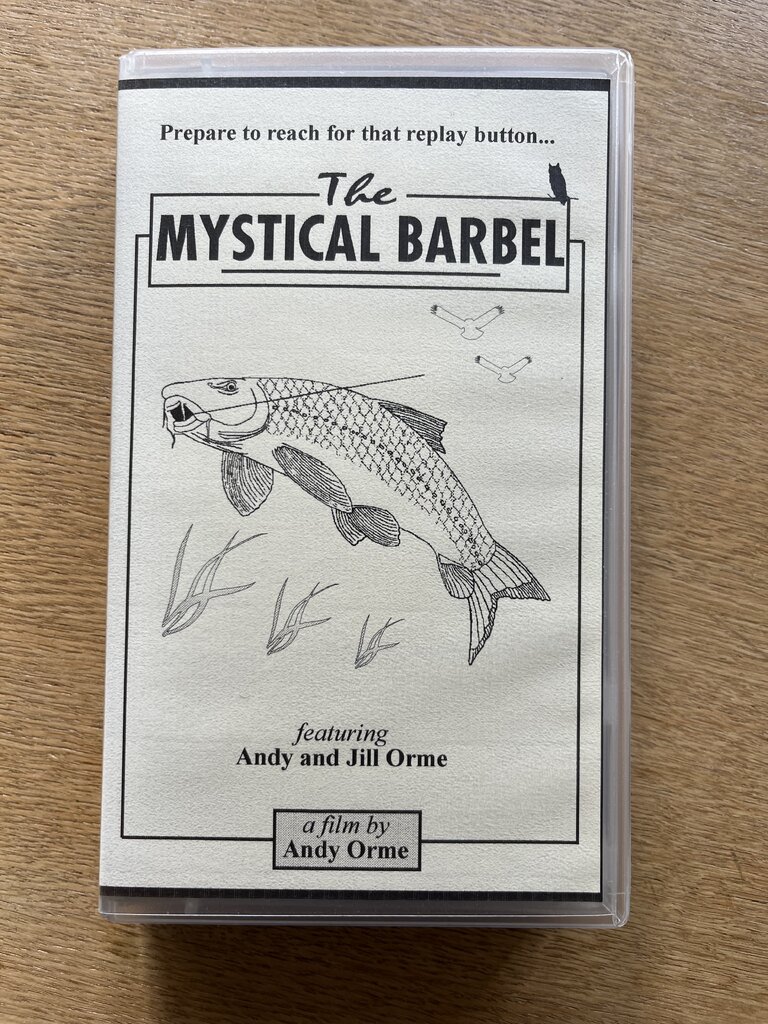 Prepare to reach for that replay button...
The
MYSTICAL BARBEL
featuring
Andy and Jill Orme
a film by
Andy Orme